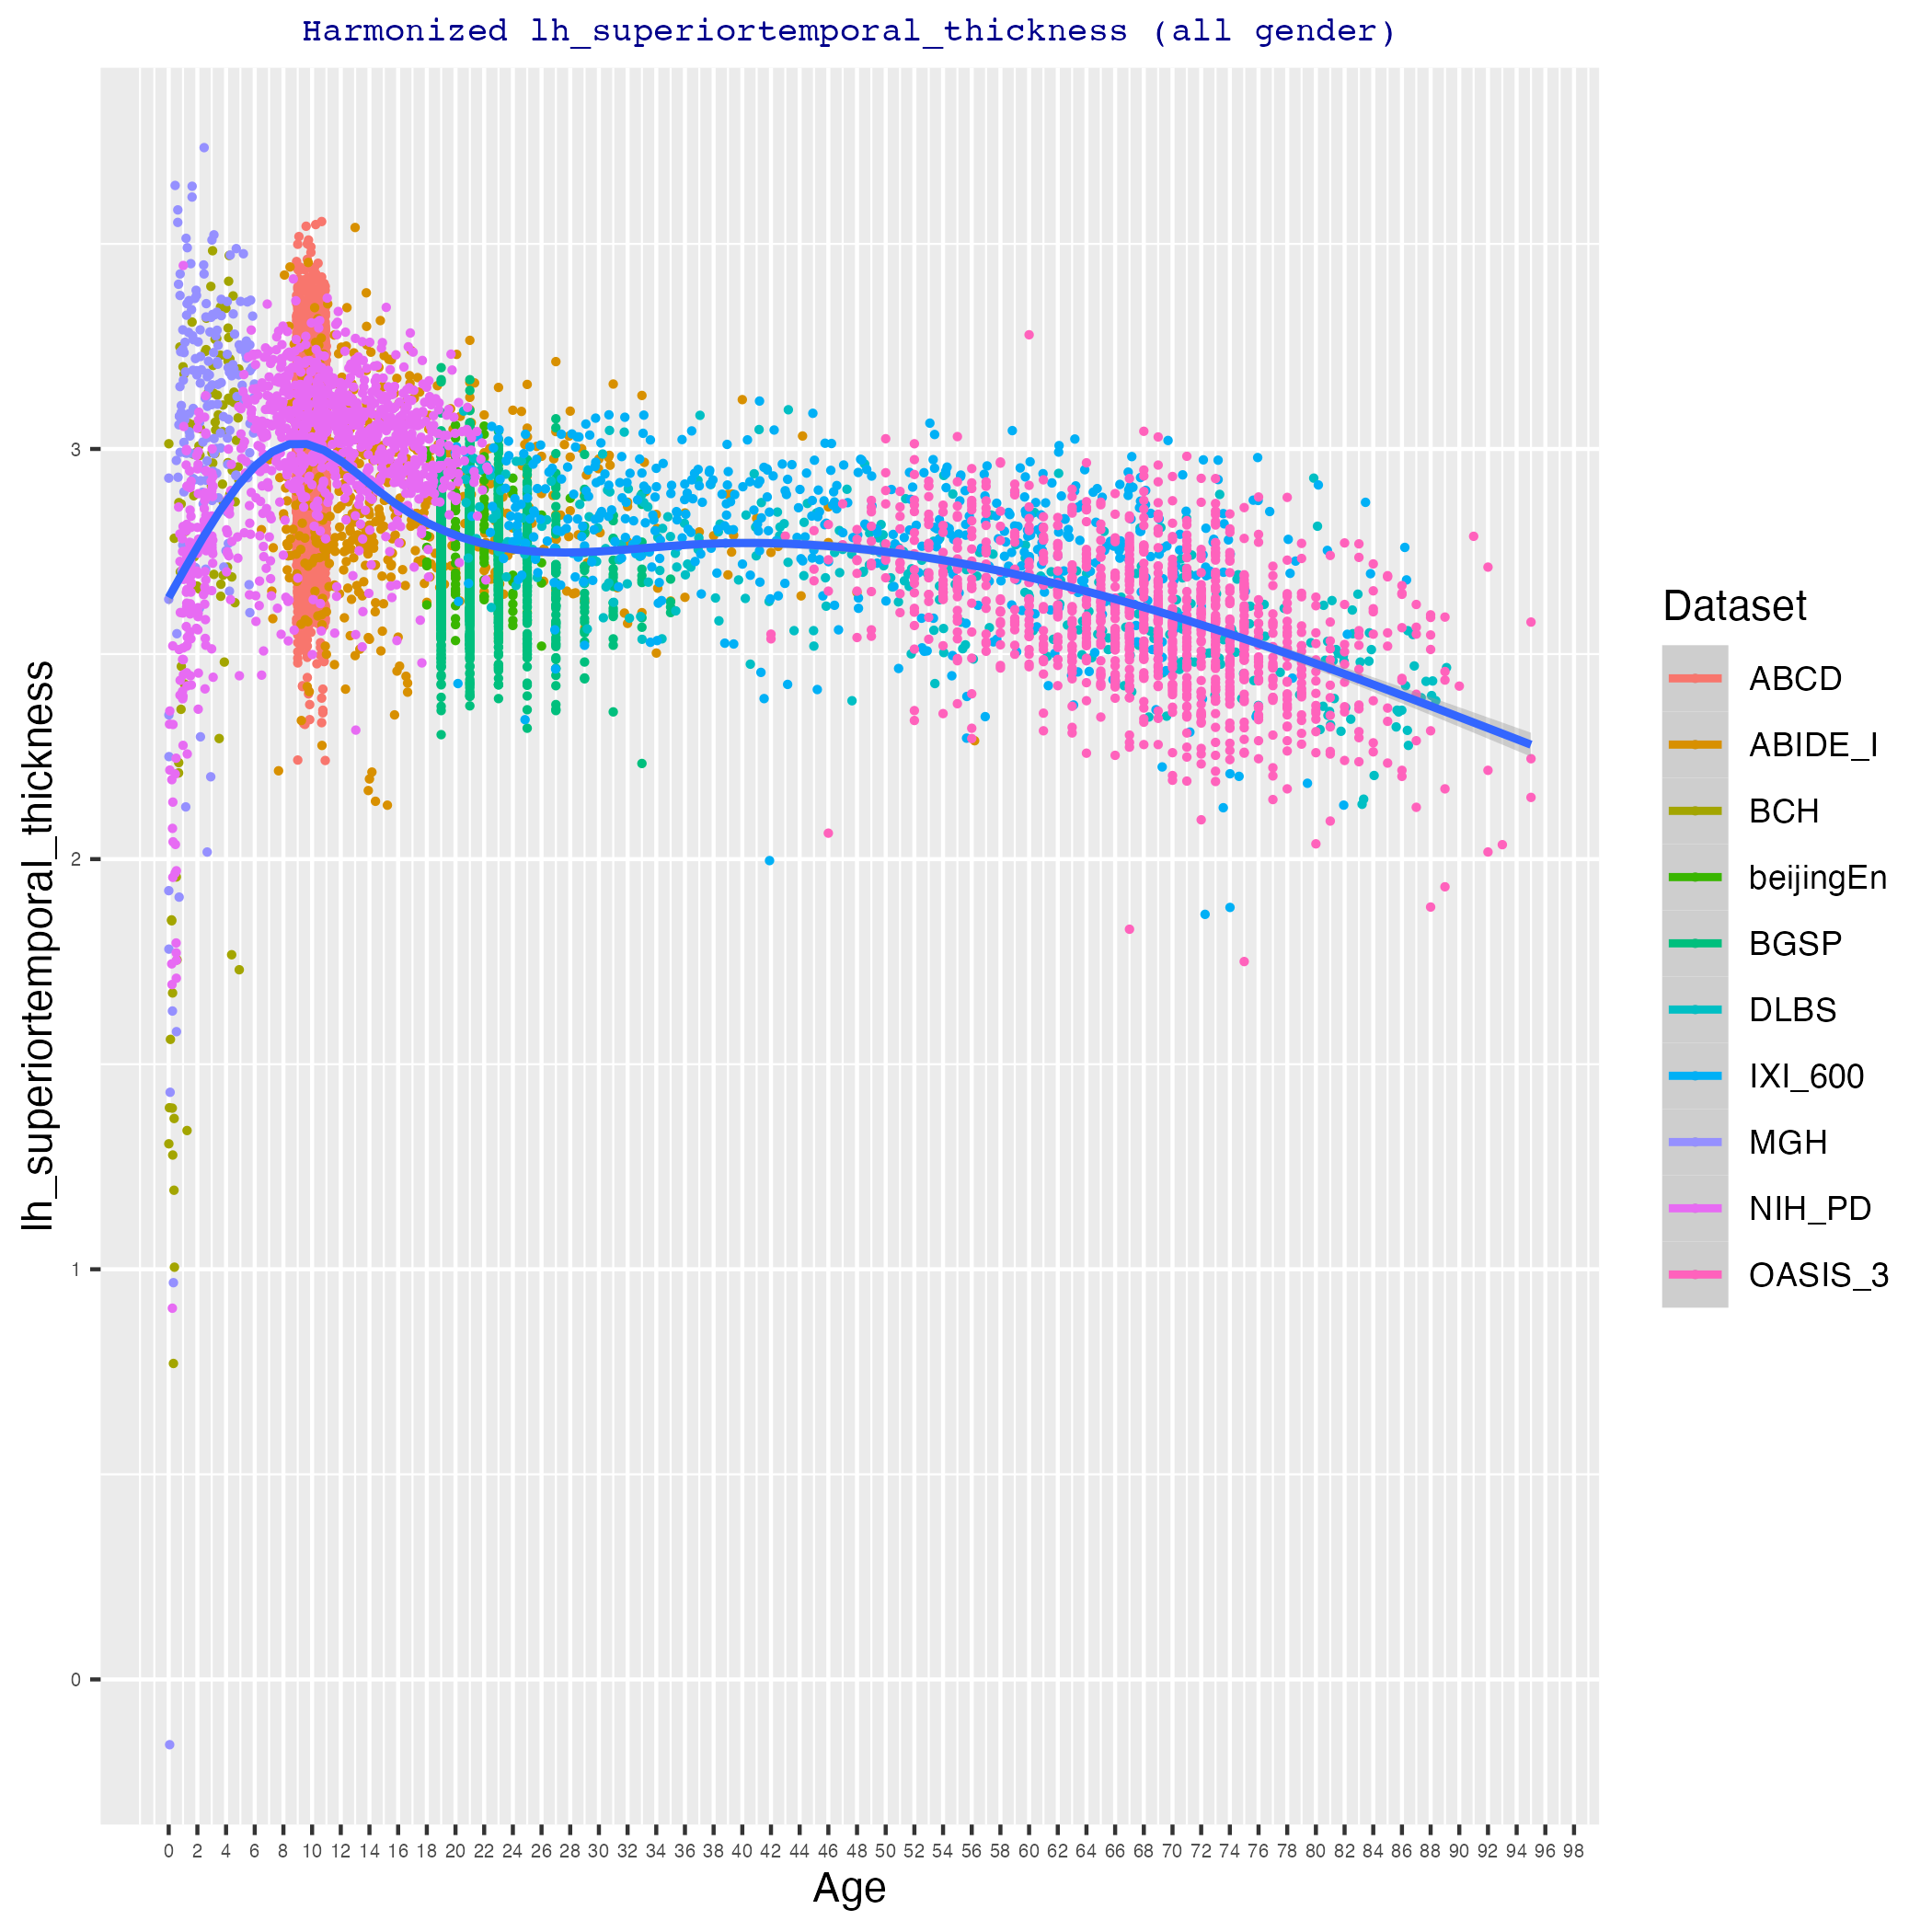 Harmonized lh_superiortemporal_thickness (all gender)
lh_superiortemporal_thickness
3
2
1
0
0 2 4 6 8 10 12 14 16 18 20 22 24 26 28 30 32 34 36 38 40 42 44 46 48 50 52 54 56 58 60 62 64 66 68 70 72 74 76 78 80 82 84 86 88 90 92 94 96 98
Age
Dataset
ABCD
ABIDE_I
BCH
beijingEn
BGSP
DLBS
IXI_600
MGH
NIH_PD
OASIS_3